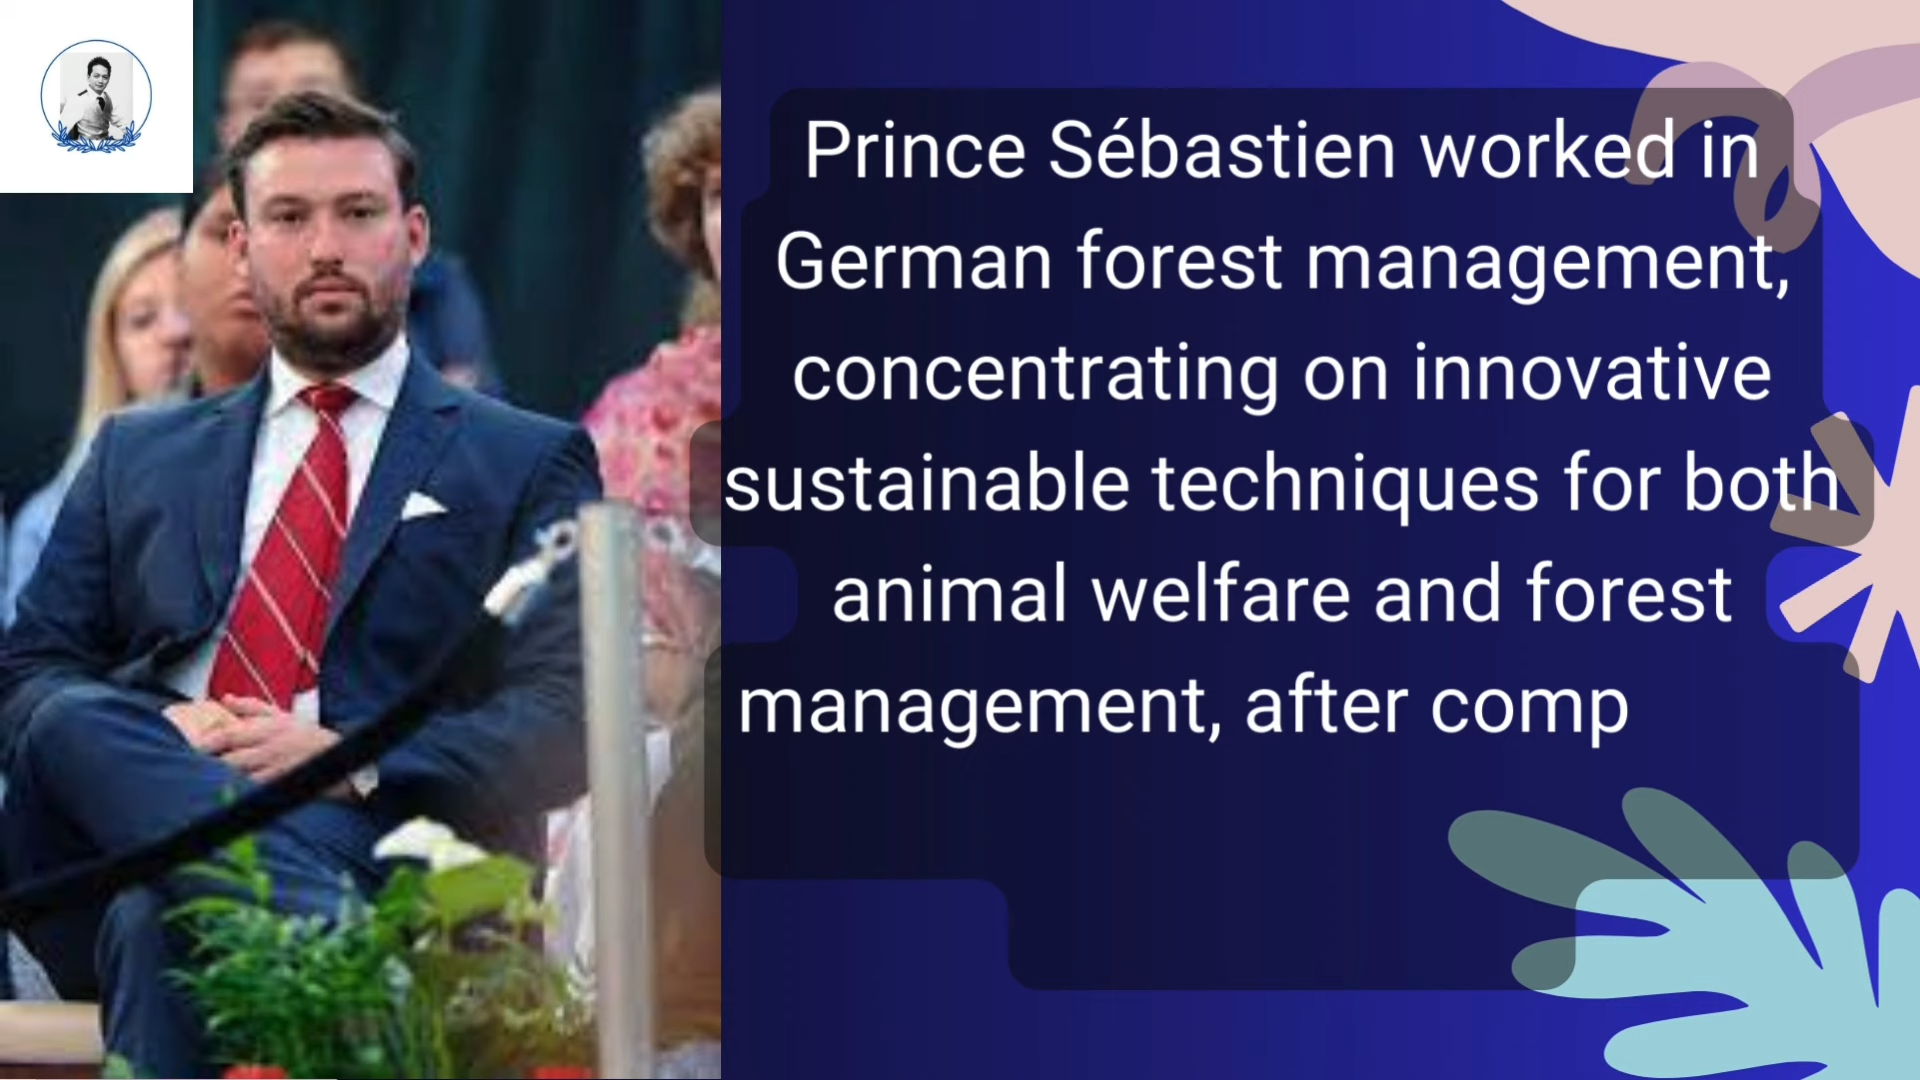 Prince Sébastien worked in
German forest management,
concentrating on innovative
sustainable techniques for both
animal welfare and forest
management, after comp